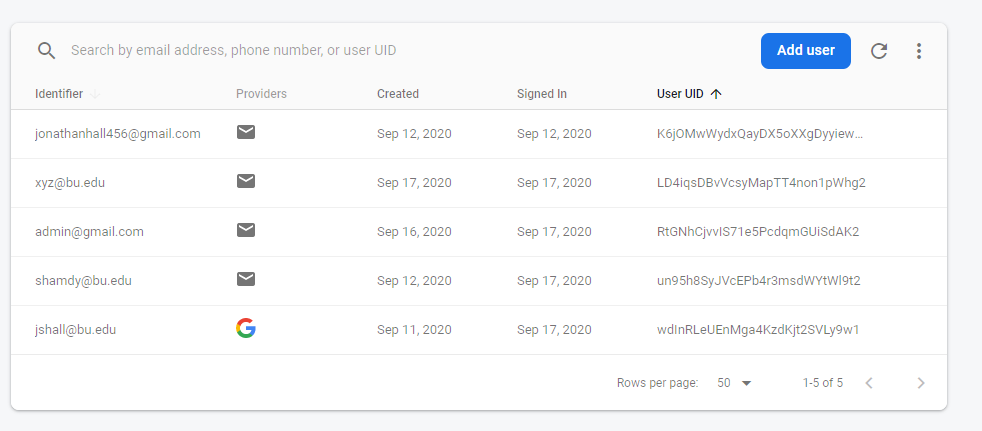 Search by email address, phone number, or user UID Add user
Identifier Providers Created Signed In User UID
jonathanhall456@gmail.com Sep 12, 2020 Sep 12, 2020 K6jOMwWydxQayDX5oXXgDyyiew…
xyz@bu.edu Sep 17, 2020 Sep 17, 2020 LD4iqsDBvVcsyMapTT4non1pWhg2
admin@gmail.com Sep 16, 2020 Sep 17, 2020 RtGNhCjvvIS71e5PcdqmGUiSdAK2
shamdy@bu.edu Sep 12, 2020 Sep 17, 2020 un95h8SyJVcEPb4r3msdWYtWl9t2
jshall@bu.edu Sep 11, 2020 Sep 17, 2020 wdInRLeUEnMga4KzdKjt2SVLy9w1
Rows per page: 50 1-5 of 5